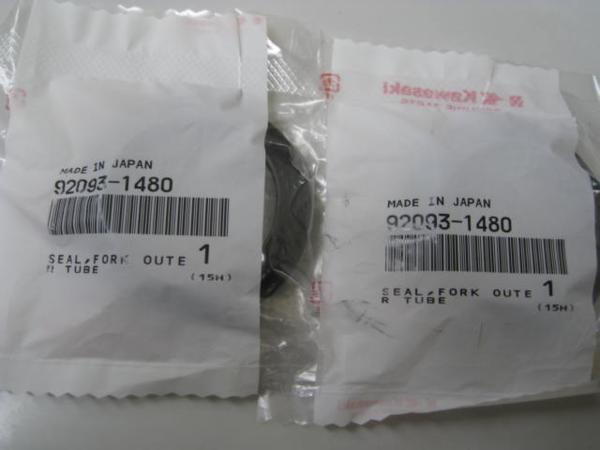 MADE IN JAPAN
92093-1480
SEAL,FORK OUTE 1
R TUBE
(15H)
Kawasaki
MADE IN JAPAN
92093-1480
SEAL,FORK OUTE 1
R TUBE
(15H)